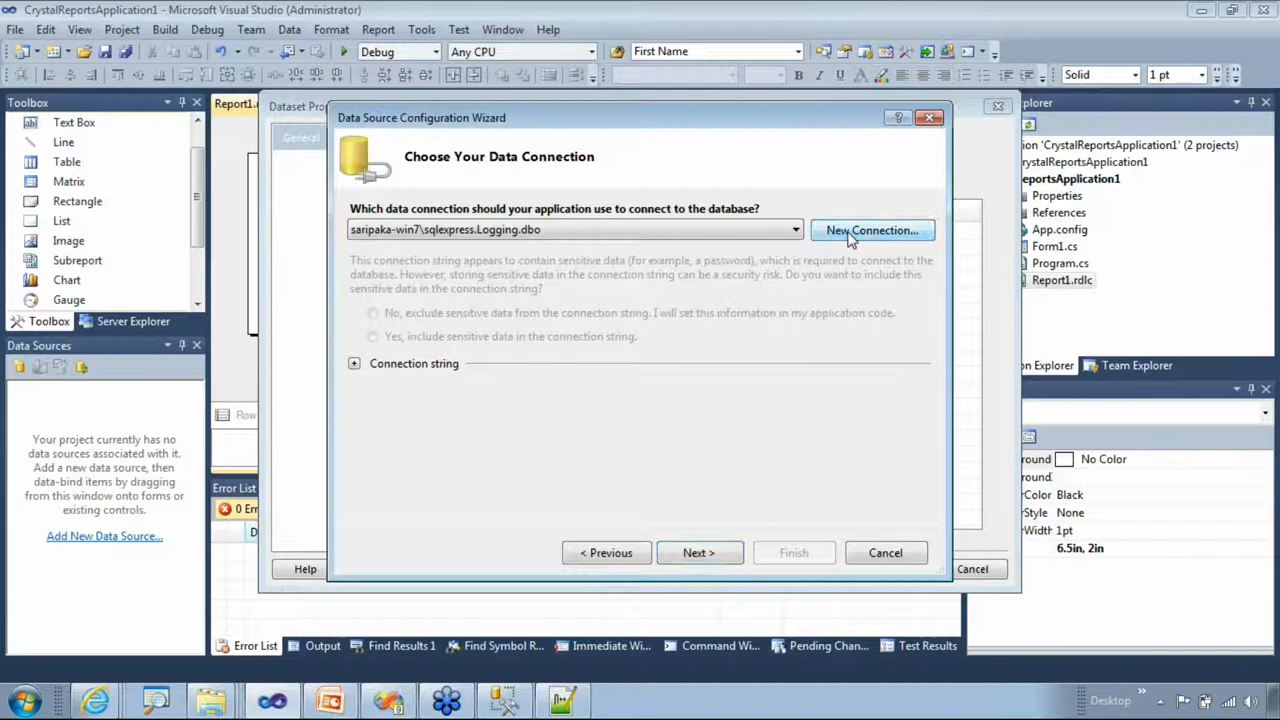 CrystalReportsApplication1 - Microsoft Visual Studio (Administrator)
File Edit View Project Build Debug Team Data Format Report Tools Test Window Help
Debug Any CPU First Name
B I U Solid 1 pt
Toolbox
Text Box
Line
Table
Matrix
Rectangle
List
Image
Subreport
Chart
Gauge
Toolbox Server Explorer
Data Sources
Your project currently has no
data sources associated with it.
Add a new data source, then
data-bind items by dragging
from this window onto forms or
existing controls.
Add New Data Source...
Report1.
Dataset Prop
General
Row
Error List
0 Err
D
Help
Cancel
Data Source Configuration Wizard
Choose Your Data Connection
Which data connection should your application use to connect to the database?
saripaka-win7\sqlexpress.Logging.dbo New Connection...
This connection string appears to contain sensitive data (for example, a password), which is required to connect to the
database. However, storing sensitive data in the connection string can be a security risk. Do you want to include this
sensitive data in the connection string?
No, exclude sensitive data from the connection string. I will set this information in my application code.
Yes, include sensitive data in the connection string.
+ Connection string
< Previous Next > Finish Cancel
xplorer
ion 'CrystalReportsApplication1' (2 projects)
rystalReportsApplication1
eportsApplication1
Properties
References
App.config
Form1.cs
Program.cs
Report1.rdlc
on Explorer Team Explorer
round No Color
round
rColor Black
rStyle None
rWidth 1pt
6.5in, 2in
Error List Output Find Results 1 Find Symbol R... Immediate Wi... Command Wi... Pending Chan... Test Results
Desktop